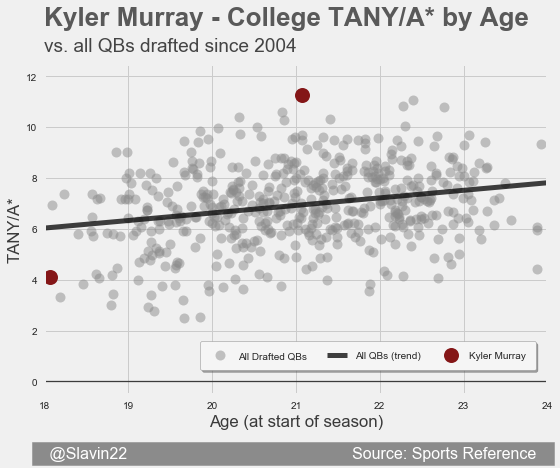 Kyler Murray - College TANY/A* by Age
vs. all QBs drafted since 2004
12
10
8
6
4
2
0
TANY/A*
All Drafted QBs
All QBs (trend)
Kyler Murray
18 19 20 21 22 23 24
Age (at start of season)
@Slavin22 Source: Sports Reference